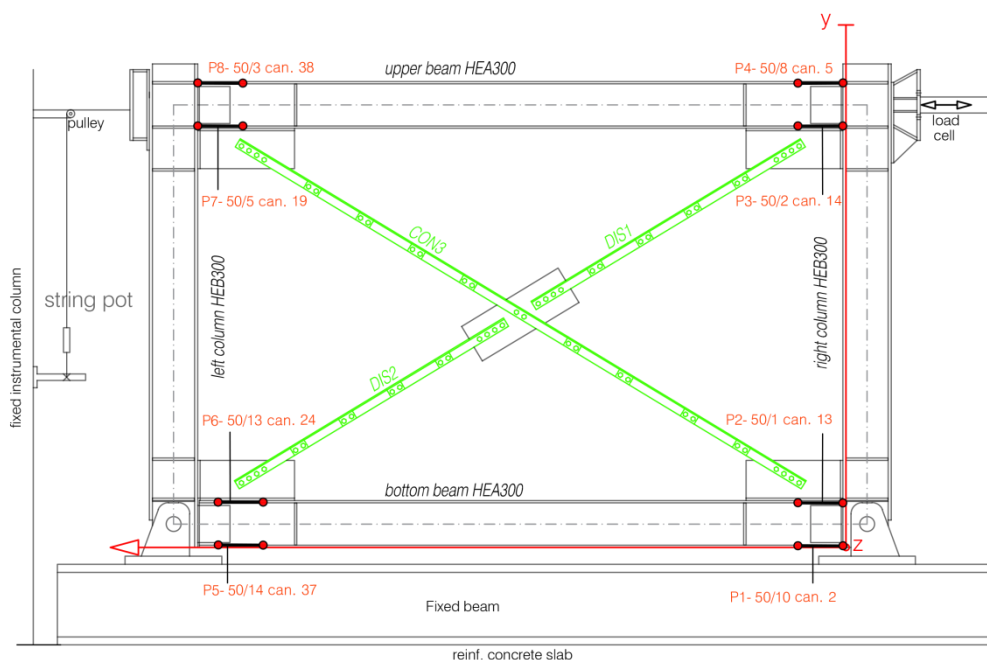 y
P8- 50/3 can. 38
upper beam HEA300
P4- 50/8 can. 5
pulley
load
cell
P7- 50/5 can. 19
P3- 50/2 can. 14
CON3
DIS1
fixed instrumental column
string pot
left column HEB300
right column HEB300
DIS2
P6- 50/13 can. 24
P2- 50/1 can. 13
bottom beam HEA300
z
P5- 50/14 can. 37
P1- 50/10 can. 2
Fixed beam
reinf. concrete slab